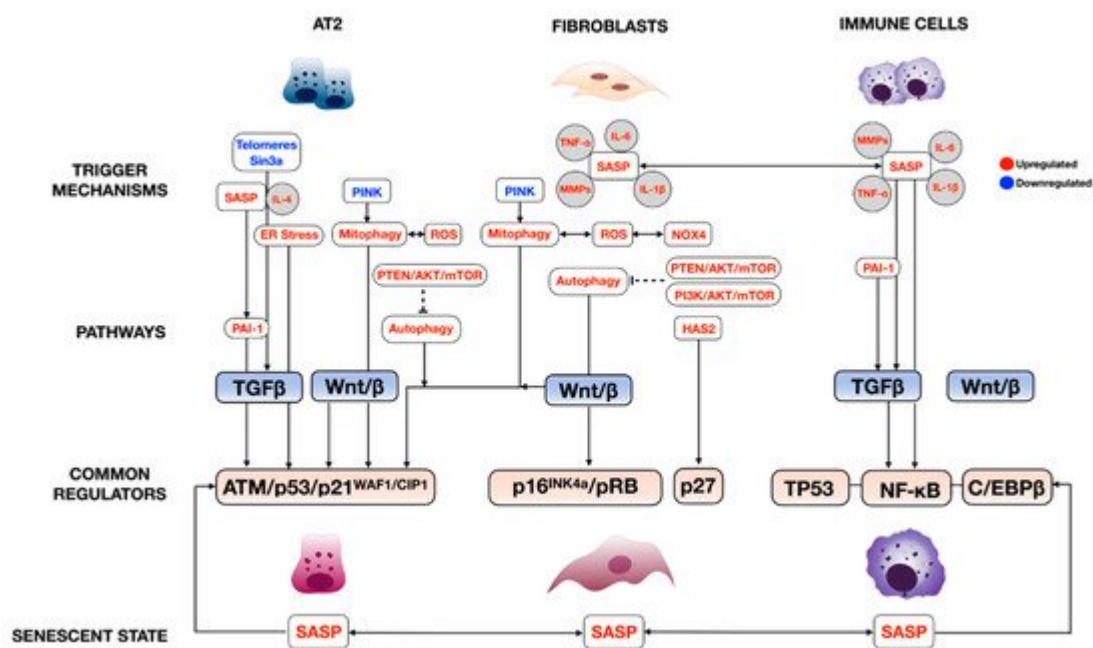 AT2
FIBROBLASTS
IMMUNE CELLS
TRIGGER
MECHANISMS
Telomeres
Sin3a
SASP
IL-4
ER Stress
PINK
Mitophagy
ROS
PTEN/AKT/mTOR
Autophagy
PAI-1
PINK
Mitophagy
ROS
NOX4
TNF-α
IL-6
SASP
MMPs
IL-1β
Autophagy
PTEN/AKT/mTOR
PI3K/AKT/mTOR
HAS2
MMPs
IL-6
SASP
TNF-α
IL-1β
PAI-1
Upregulated
Downregulated
PATHWAYS
TGFβ
Wnt/β
Wnt/β
TGFβ
Wnt/β
COMMON
REGULATORS
ATM/p53/p21WAF1/CIP1
p16INK4a/pRB
p27
TP53
NF-κB
C/EBPβ
SENESCENT STATE
SASP
SASP
SASP